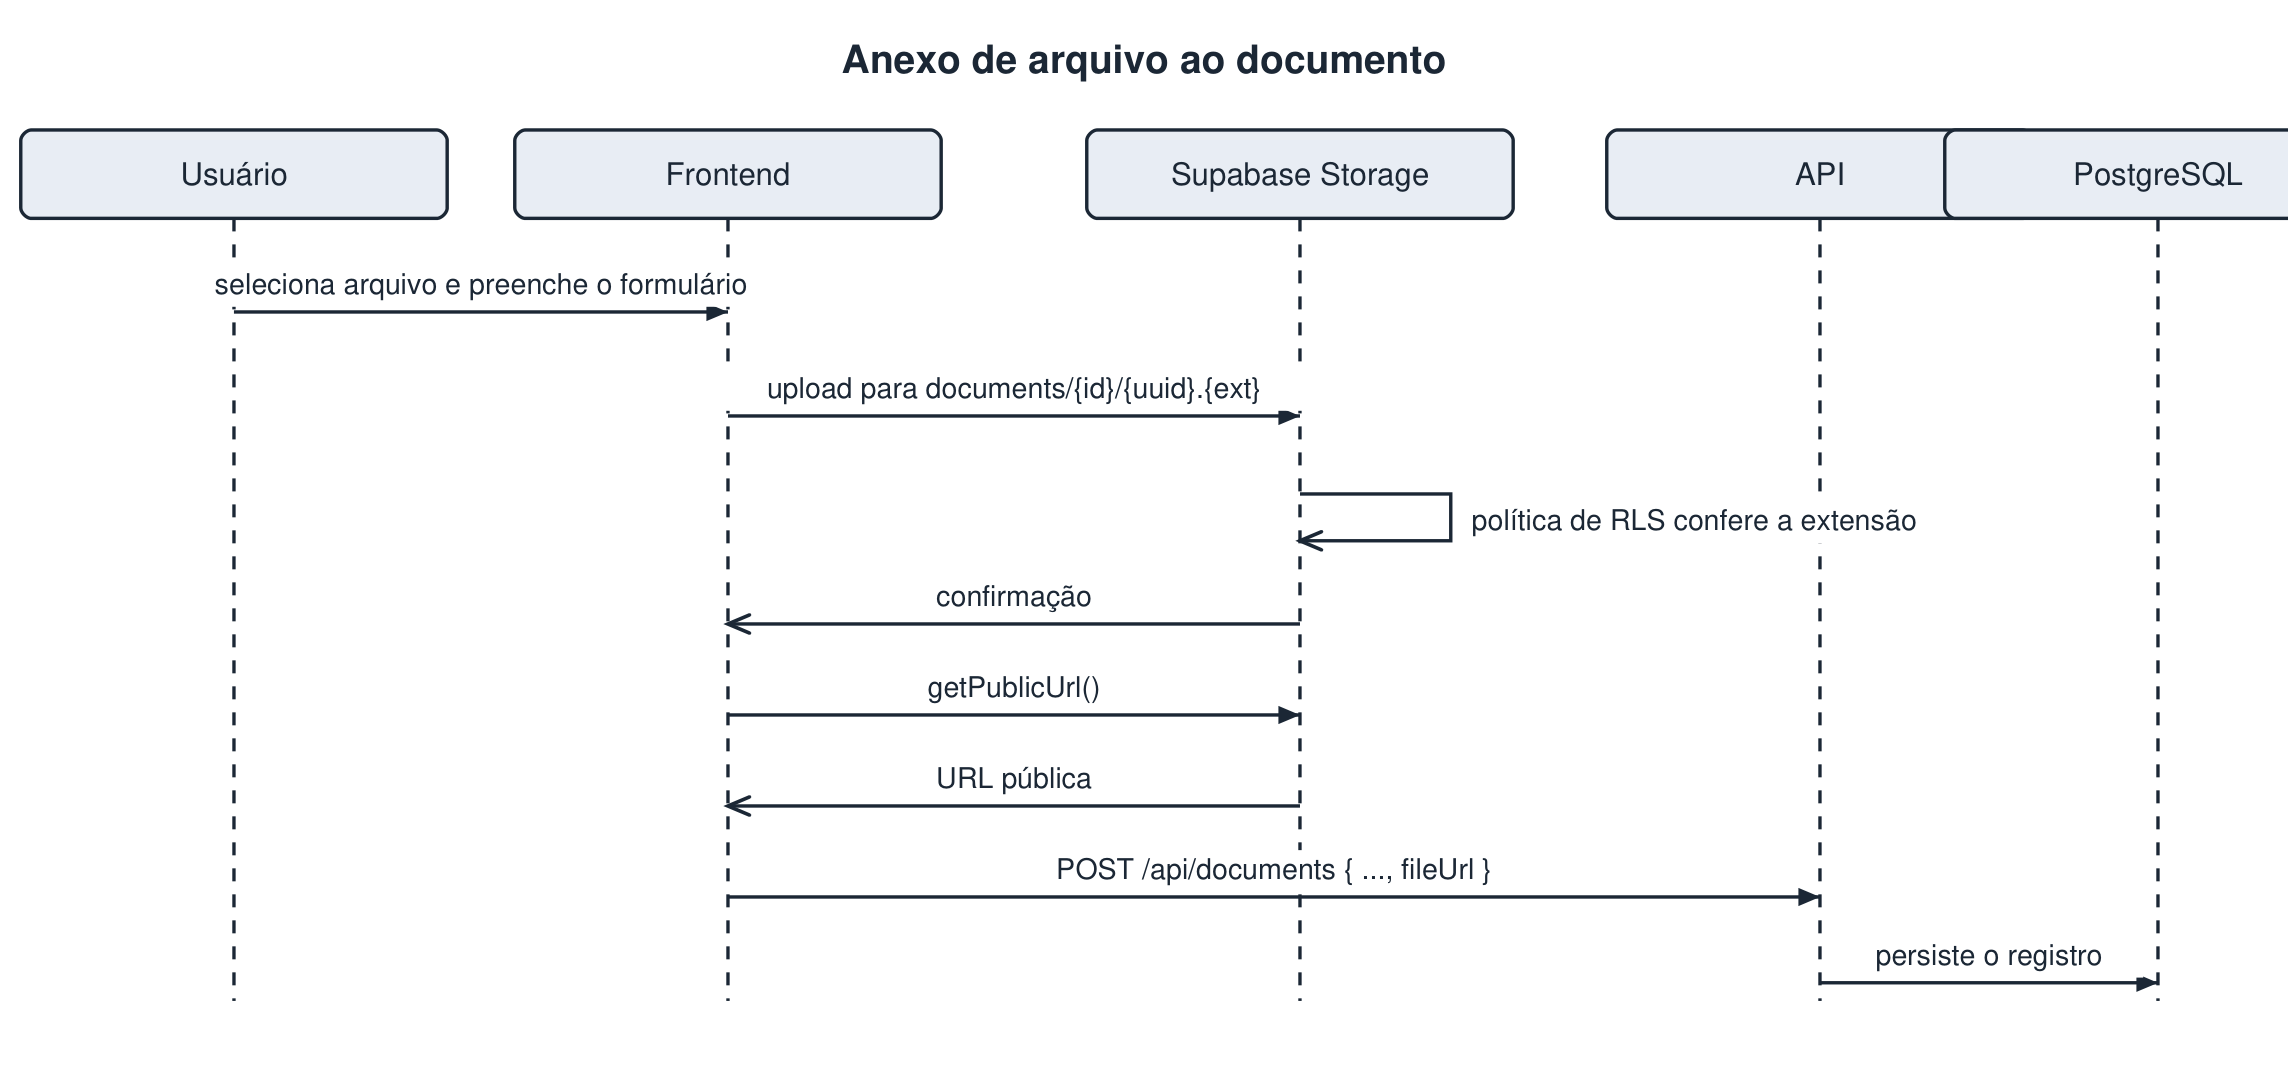 Anexo de arquivo ao documento
Usuário
Frontend
Supabase Storage
API
PostgreSQL
seleciona arquivo e preenche o formulário
upload para documents/{id}/{uuid}.{ext}
política de RLS confere a extensão
confirmação
getPublicUrl()
URL pública
POST /api/documents { ..., fileUrl }
persiste o registro